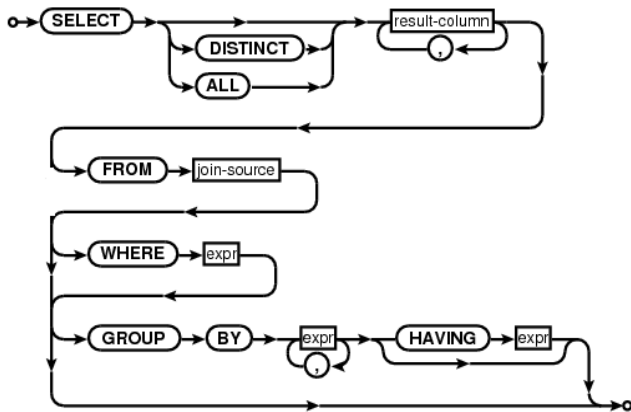 SELECT result-column
DISTINCT ,
ALL
FROM join-source
WHERE expr
GROUP BY expr HAVING expr
,